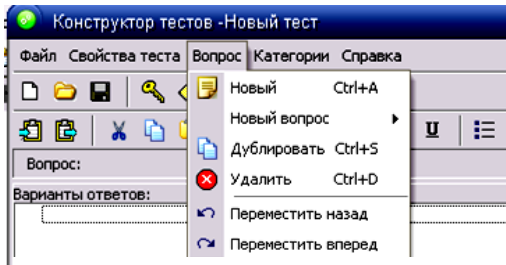 Конструктор тестов -Новый тест
Файл Свойства теста Вопрос Категории Справка
Новый Ctrl+A
Новый вопрос
U
Дублировать Ctrl+S
Вопрос:
Удалить Ctrl+D
Варианты ответов:
Переместить назад
Переместить вперед